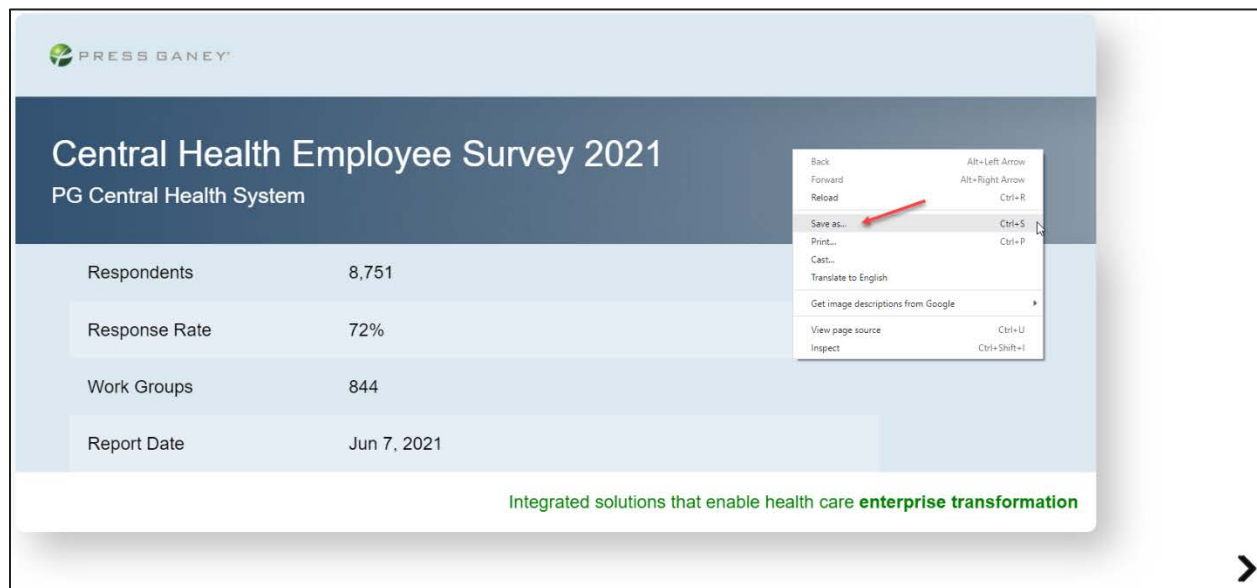 PRESS GANEY
Central Health Employee Survey 2021
PG Central Health System
Back Alt+Left Arrow
Forward Alt+Right Arrow
Reload Ctrl+R
Save as... Ctrl+S
Print... Ctrl+P
Cast...
Translate to English
Get image descriptions from Google
View page source Ctrl+U
Inspect Ctrl+Shift+I
Respondents 8,751
Response Rate 72%
Work Groups 844
Report Date Jun 7, 2021
Integrated solutions that enable health care enterprise transformation